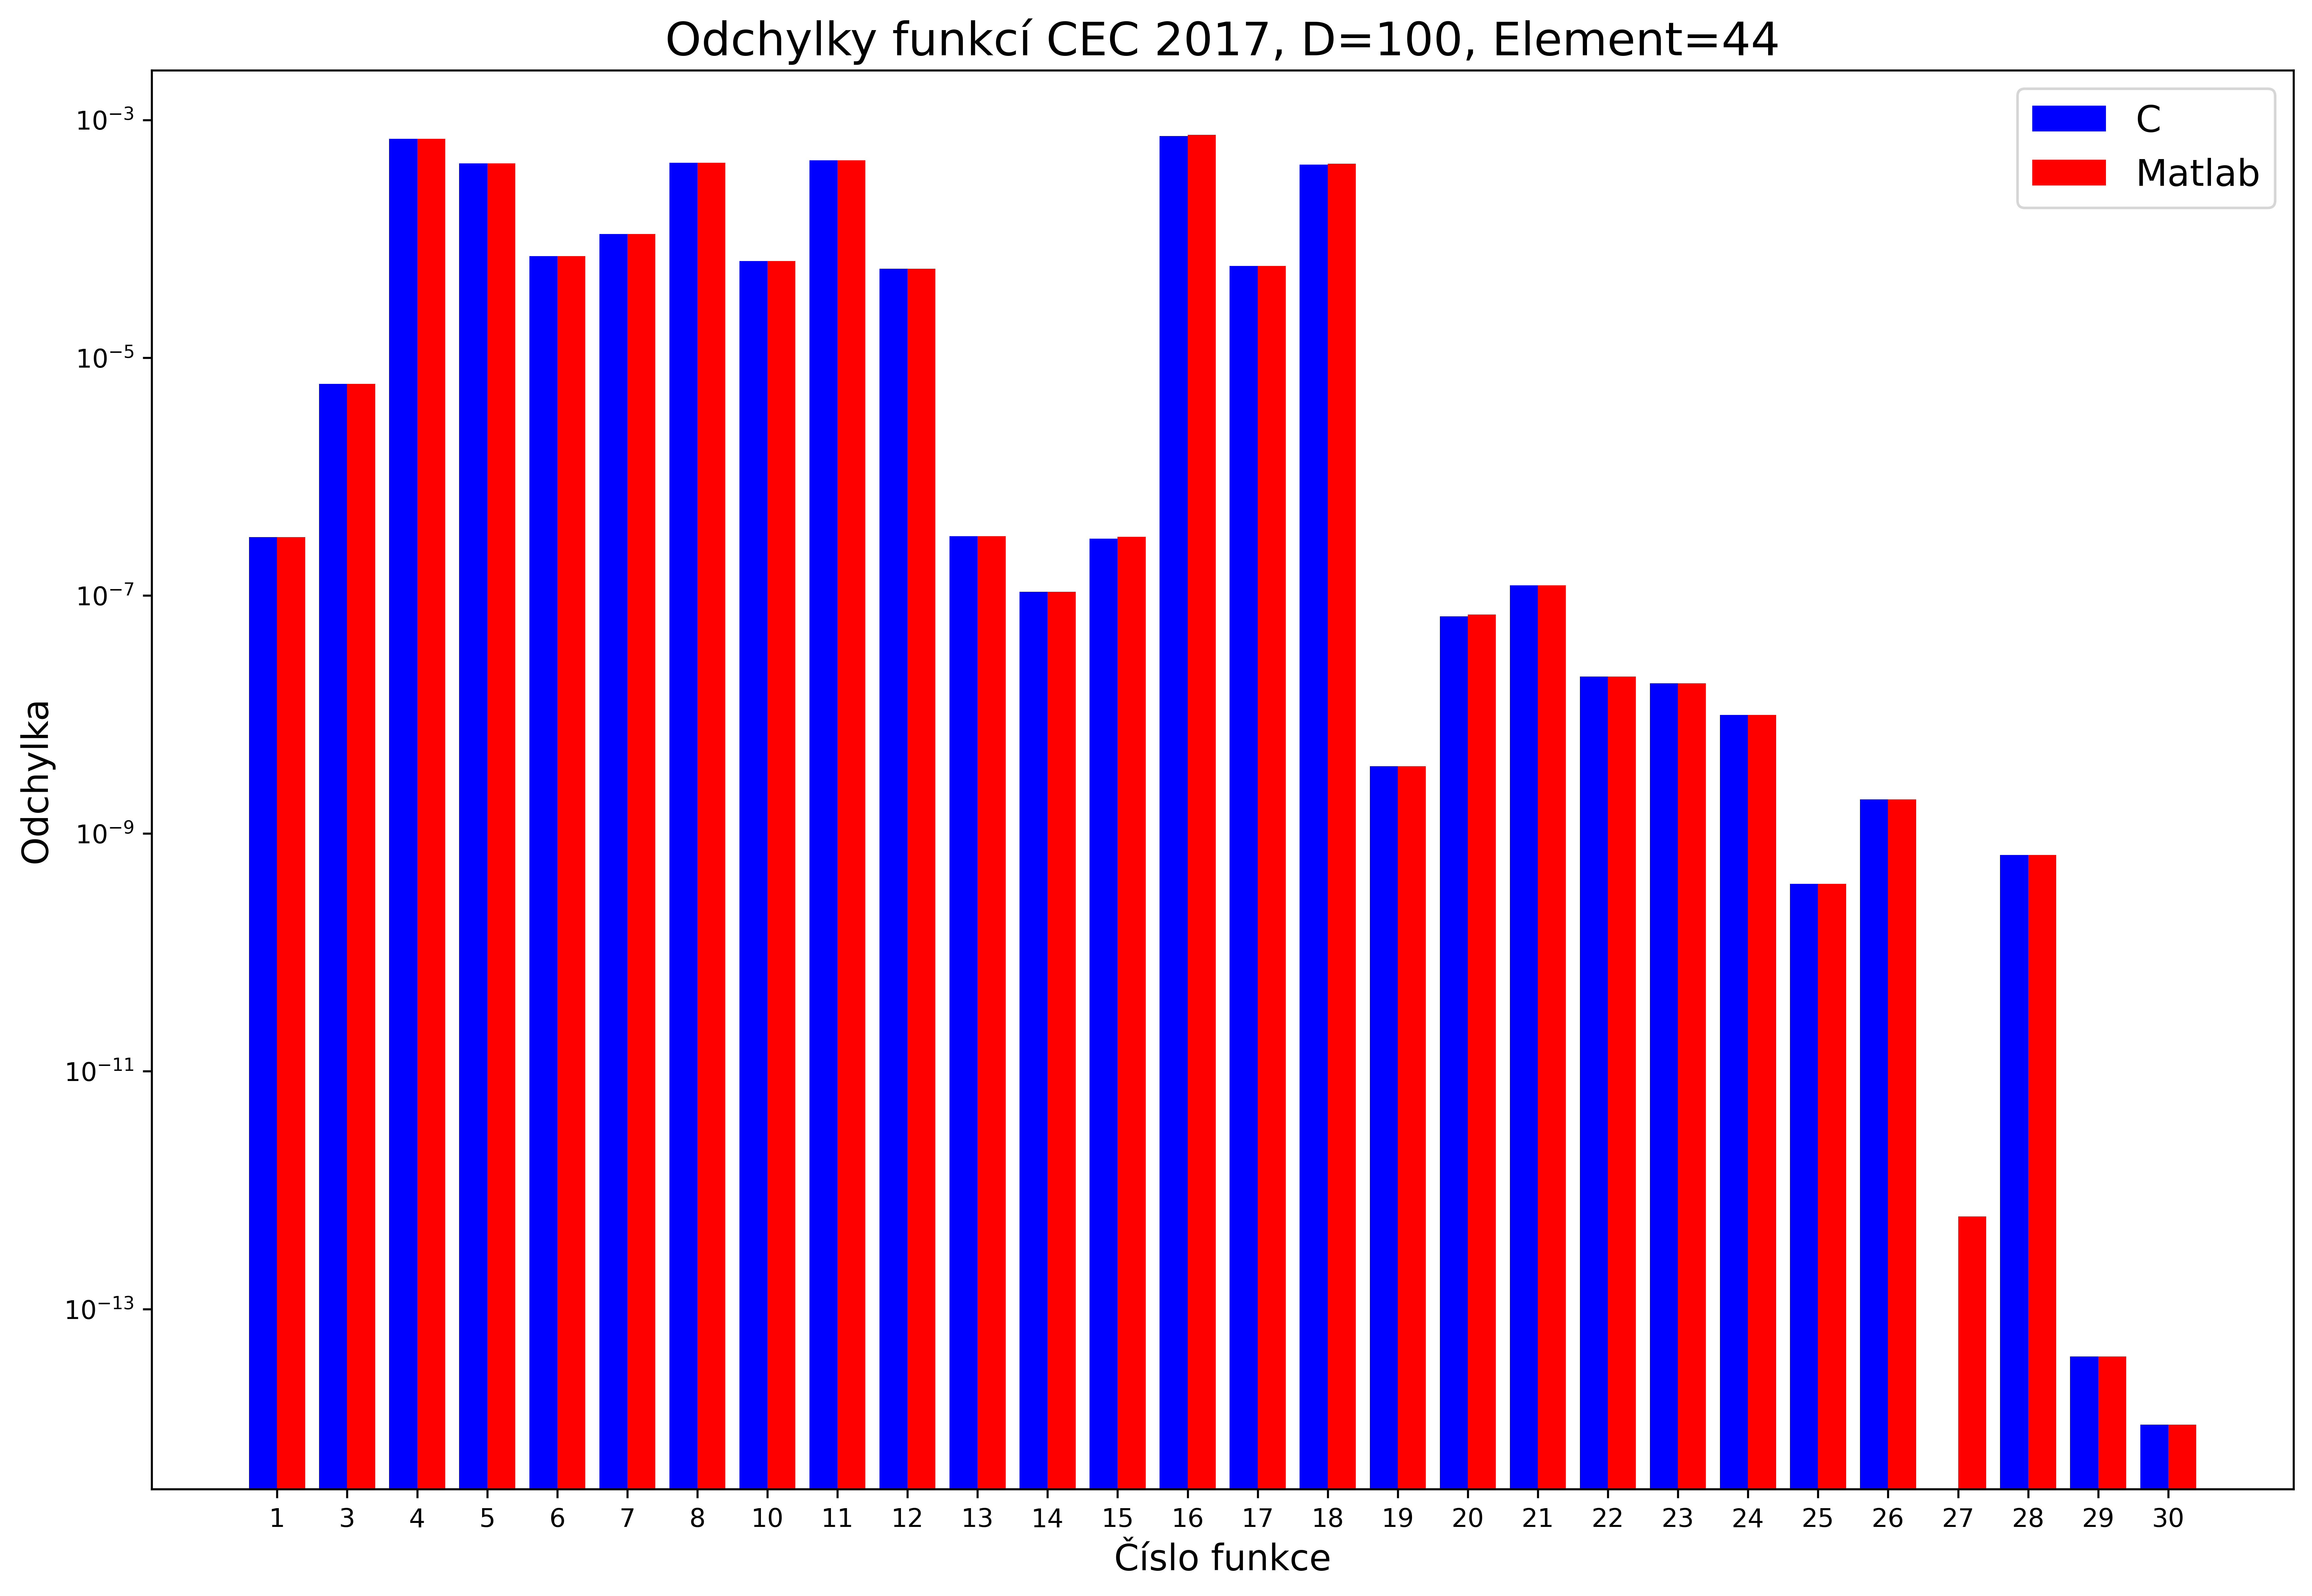 Odchylky funkcí CEC 2017, D=100, Element=44
C
Matlab
Odchylka
10⁻³
10⁻⁵
10⁻⁷
10⁻⁹
10⁻¹¹
10⁻¹³
1 3 4 5 6 7 8 10 11 12 13 14 15 16 17 18 19 20 21 22 23 24 25 26 27 28 29 30
Číslo funkce